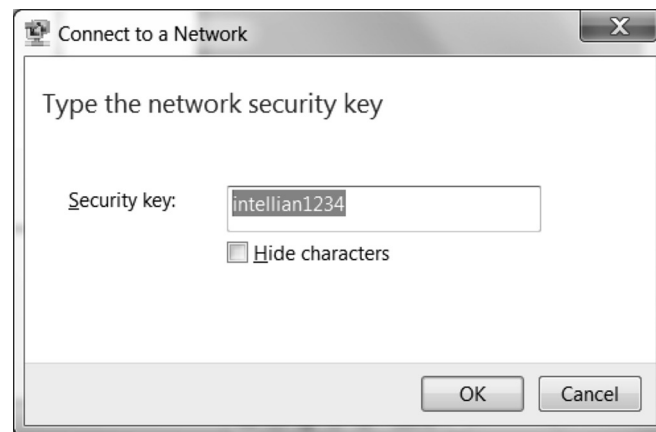 Connect to a Network
X
Type the network security key
Security key: intellian1234
Hide characters
OK Cancel